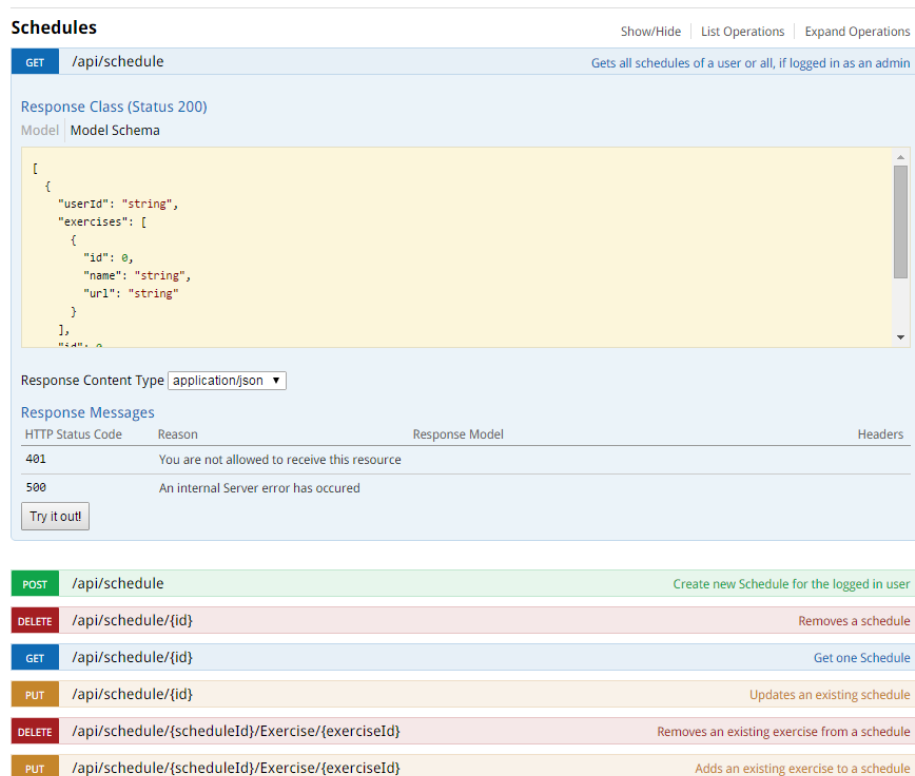 Schedules
Show/Hide List Operations Expand Operations
GET /api/schedule Gets all schedules of a user or all, if logged in as an admin
Response Class (Status 200)
Model Model Schema
[
{
"userId": "string",
"exercises": [
{
"id": 0,
"name": "string",
"url": "string"
}
],
"id": 0
Response Content Type application/json
Response Messages
HTTP Status Code Reason Response Model Headers
401 You are not allowed to receive this resource
500 An internal Server error has occured
Try it out!
POST /api/schedule Create new Schedule for the logged in user
DELETE /api/schedule/{id} Removes a schedule
GET /api/schedule/{id} Get one Schedule
PUT /api/schedule/{id} Updates an existing schedule
DELETE /api/schedule/{scheduleId}/Exercise/{exerciseId} Removes an existing exercise from a schedule
PUT /api/schedule/{scheduleId}/Exercise/{exerciseId} Adds an existing exercise to a schedule